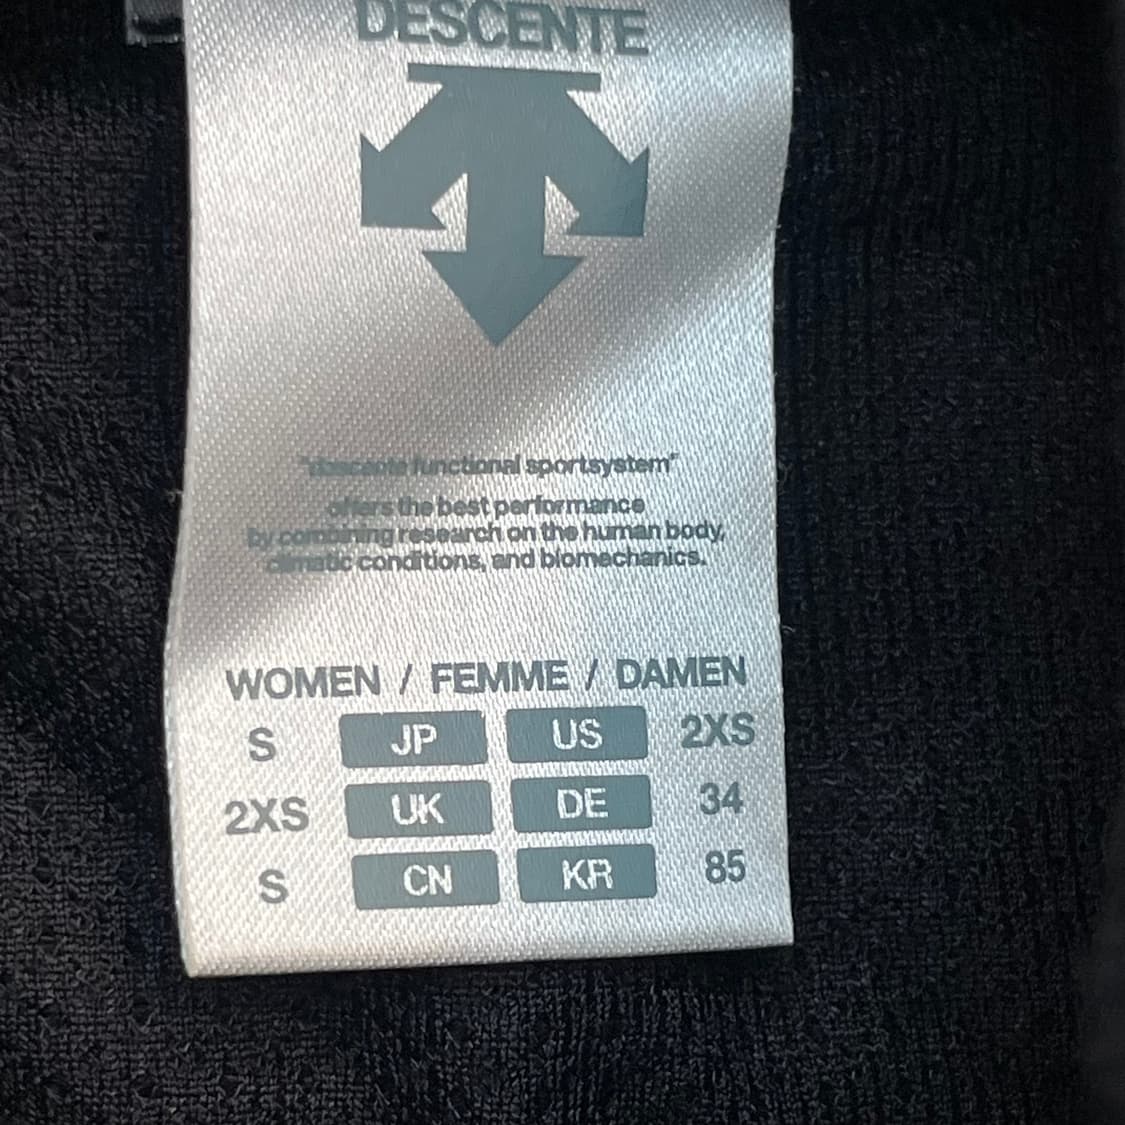 DESCENTE
"descente functional sportsystem"
offers the best performance
by combining research on the human body,
climatic conditions, and biomechanics.
WOMEN / FEMME / DAMEN
S JP US 2XS
2XS UK DE 34
S CN KR 85